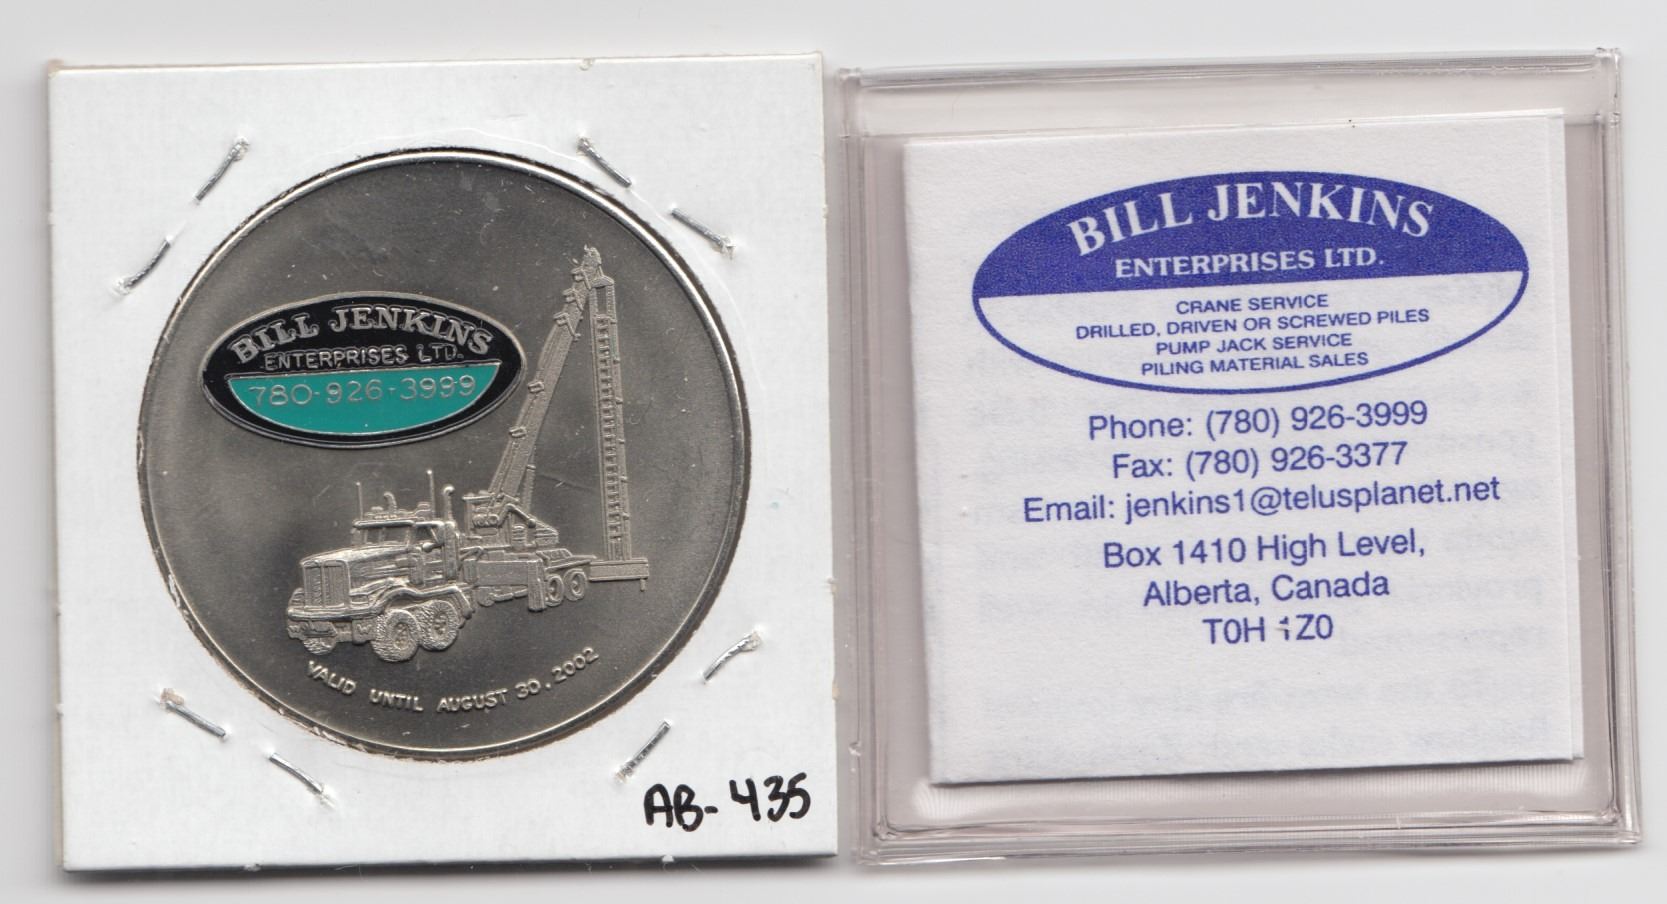 BILL JENKINS
ENTERPRISES LTD.
780-926-3999
VALID UNTIL AUGUST 30, 2002
AB-435
BILL JENKINS
ENTERPRISES LTD.
CRANE SERVICE
DRILLED, DRIVEN OR SCREWED PILES
PUMP JACK SERVICE
PILING MATERIAL SALES
Phone: (780) 926-3999
Fax: (780) 926-3377
Email: jenkins1@telusplanet.net
Box 1410 High Level,
Alberta, Canada
T0H 1Z0